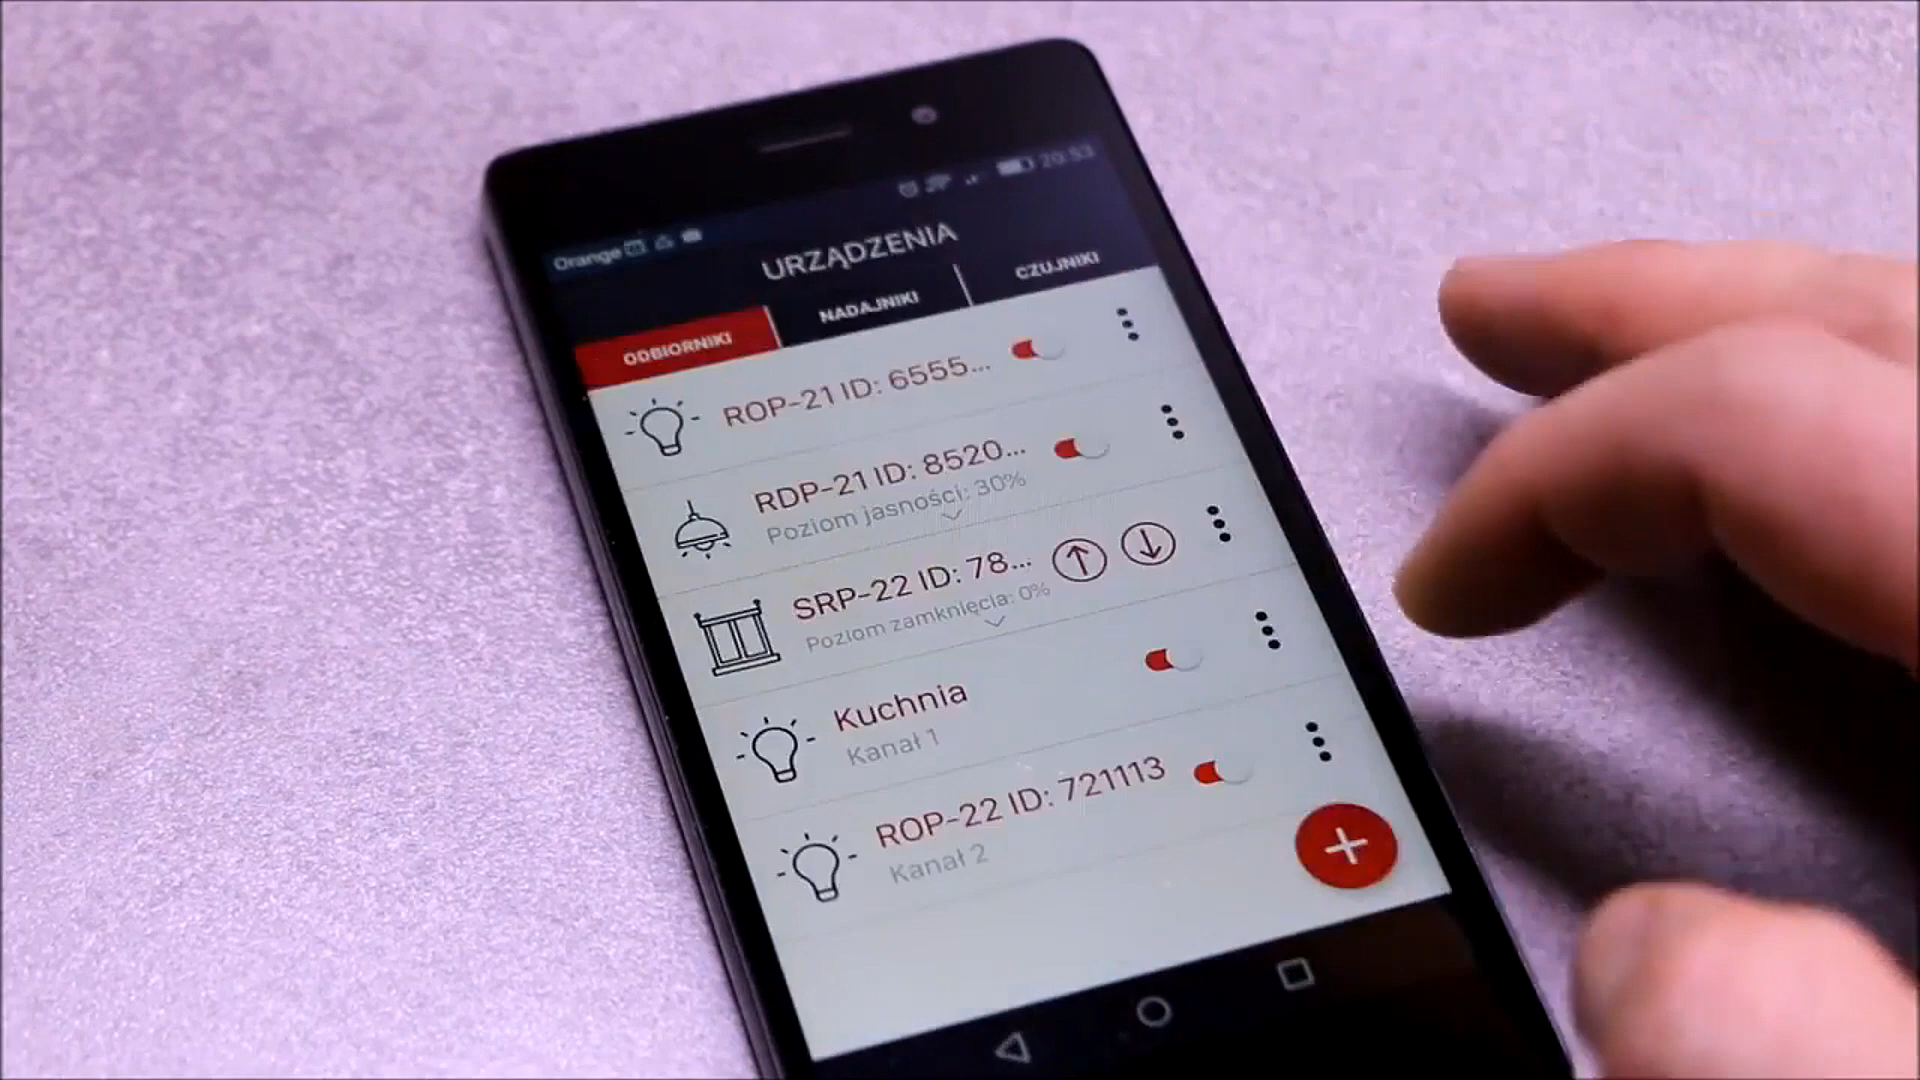 Orange 20:53
URZĄDZENIA
ODBIORNIKI NADAJNIKI CZUJNIKI
ROP-21 ID: 6555...
RDP-21 ID: 8520...
Poziom jasności: 30%
SRP-22 ID: 78...
Poziom zamknięcia: 0%
Kuchnia
Kanał 1
ROP-22 ID: 721113
Kanał 2